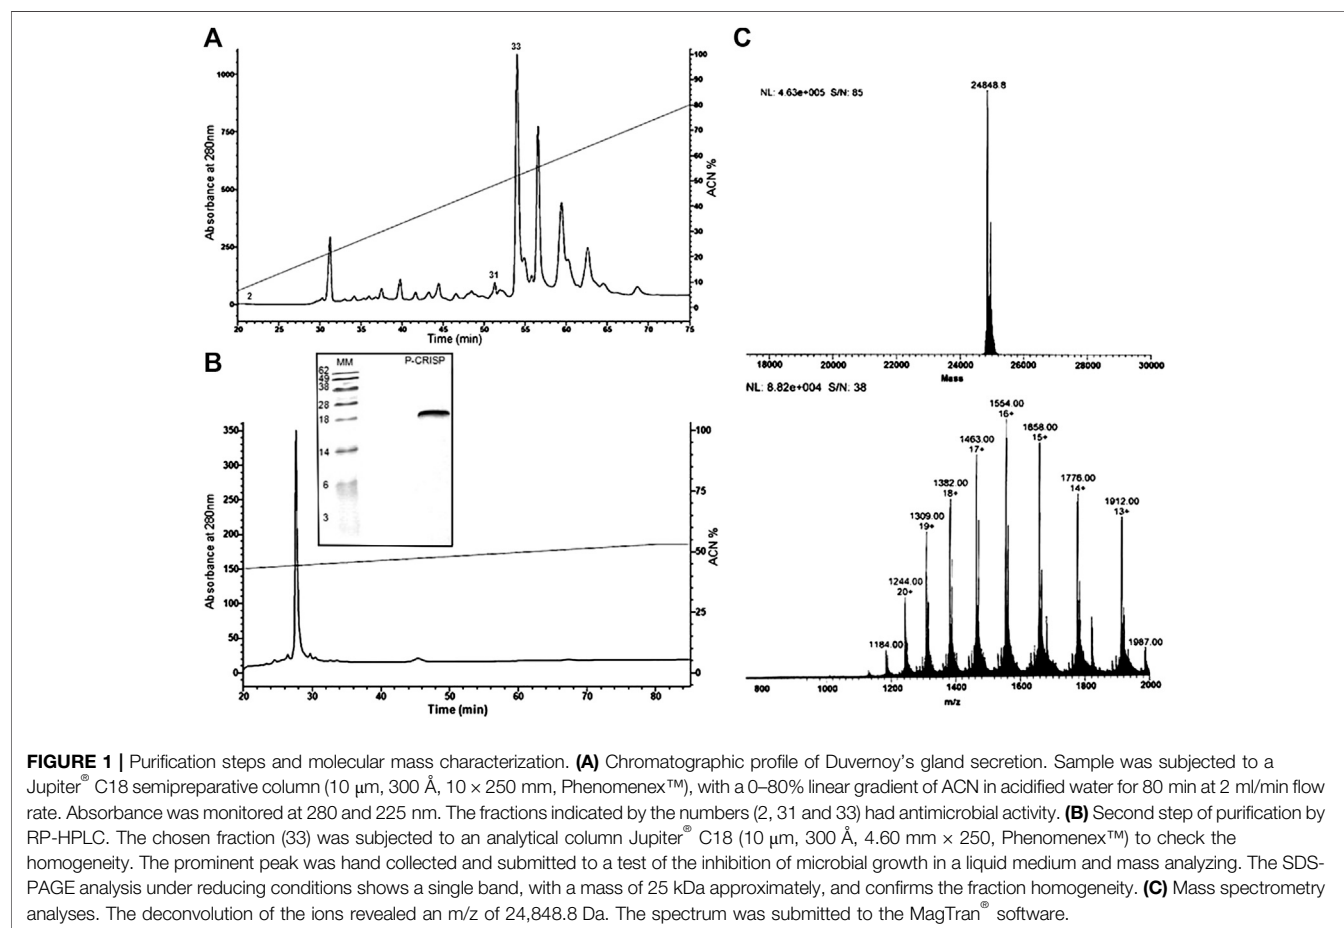 A
33
1000
750
500
250
0
Absorbance at 280nm
100
90
80
70
60
50
40
30
20
10
0
ACN %
2
31
20 25 30 35 40 45 50 55 60 65 70 75
Time (min)
B
MM P-CRISP
62
49
38
28
18
14
6
3
350
300
250
200
150
100
50
0
Absorbance at 280nm
100
75
50
25
0
ACN %
20 30 40 50 60 70 80
Time (min)
C
NL: 4.63e+005 S/N: 85
24848.8
18000 20000 22000 24000 26000 28000 30000
Mass
NL: 8.82e+004 S/N: 38
1184.00
1244.00
20+
1309.00
19+
1382.00
18+
1463.00
17+
1554.00
16+
1658.00
15+
1776.00
14+
1912.00
13+
1987.00
800 1000 1200 1400 1600 1800 2000
m/z
FIGURE 1 | Purification steps and molecular mass characterization. (A) Chromatographic profile of Duvernoy's gland secretion. Sample was subjected to a
Jupiter® C18 semipreparative column (10 μm, 300 Å, 10 × 250 mm, Phenomenex™), with a 0–80% linear gradient of ACN in acidified water for 80 min at 2 ml/min flow
rate. Absorbance was monitored at 280 and 225 nm. The fractions indicated by the numbers (2, 31 and 33) had antimicrobial activity. (B) Second step of purification by
RP-HPLC. The chosen fraction (33) was subjected to an analytical column Jupiter® C18 (10 μm, 300 Å, 4.60 mm × 250, Phenomenex™) to check the
homogeneity. The prominent peak was hand collected and submitted to a test of the inhibition of microbial growth in a liquid medium and mass analyzing. The SDS-
PAGE analysis under reducing conditions shows a single band, with a mass of 25 kDa approximately, and confirms the fraction homogeneity. (C) Mass spectrometry
analyses. The deconvolution of the ions revealed an m/z of 24,848.8 Da. The spectrum was submitted to the MagTran® software.